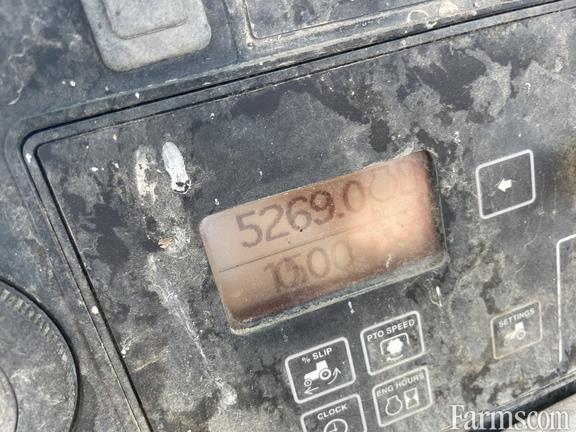 5269.0
% SLIP
PTO SPEED
SETTINGS
CLOCK
ENG HOURS
Farms.com